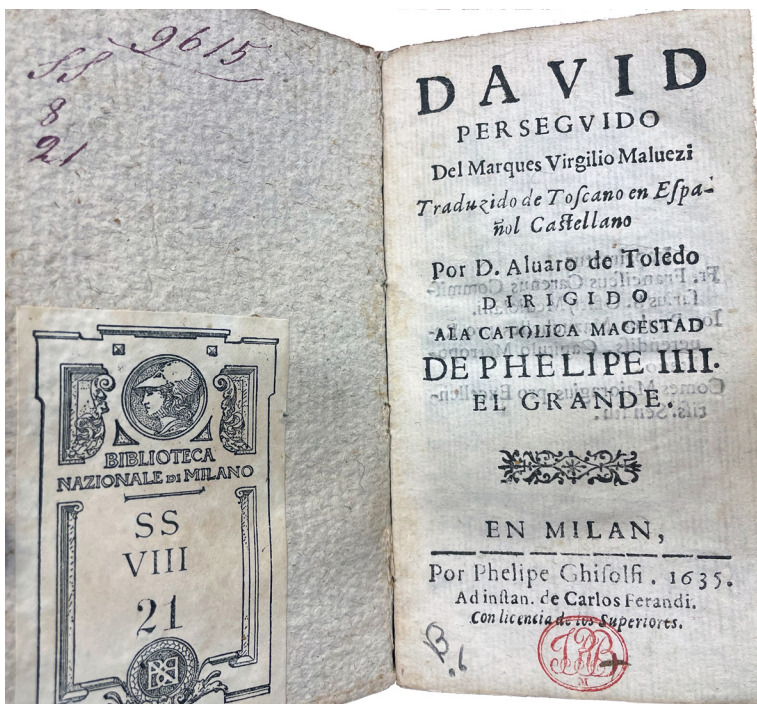 9615
SS
8
21
BIBLIOTECA
NAZIONALE DI MILANO
SS
VIII
21
DAVID
PERSEGVIDO
Del Marques Virgilio Maluezi
Traduzido de Toſcano en Eſpa-
ñol Caſtellano
Por D. Aluaro de Toledo
DIRIGIDO
ALA CATOLICA MAGESTAD
DE PHELIPE IIII.
EL GRANDE.
EN MILAN,
Por Phelipe Ghiſolfi. 1635.
Ad inſtan. de Carlos Ferandi.
Con licencia de los Superiores.